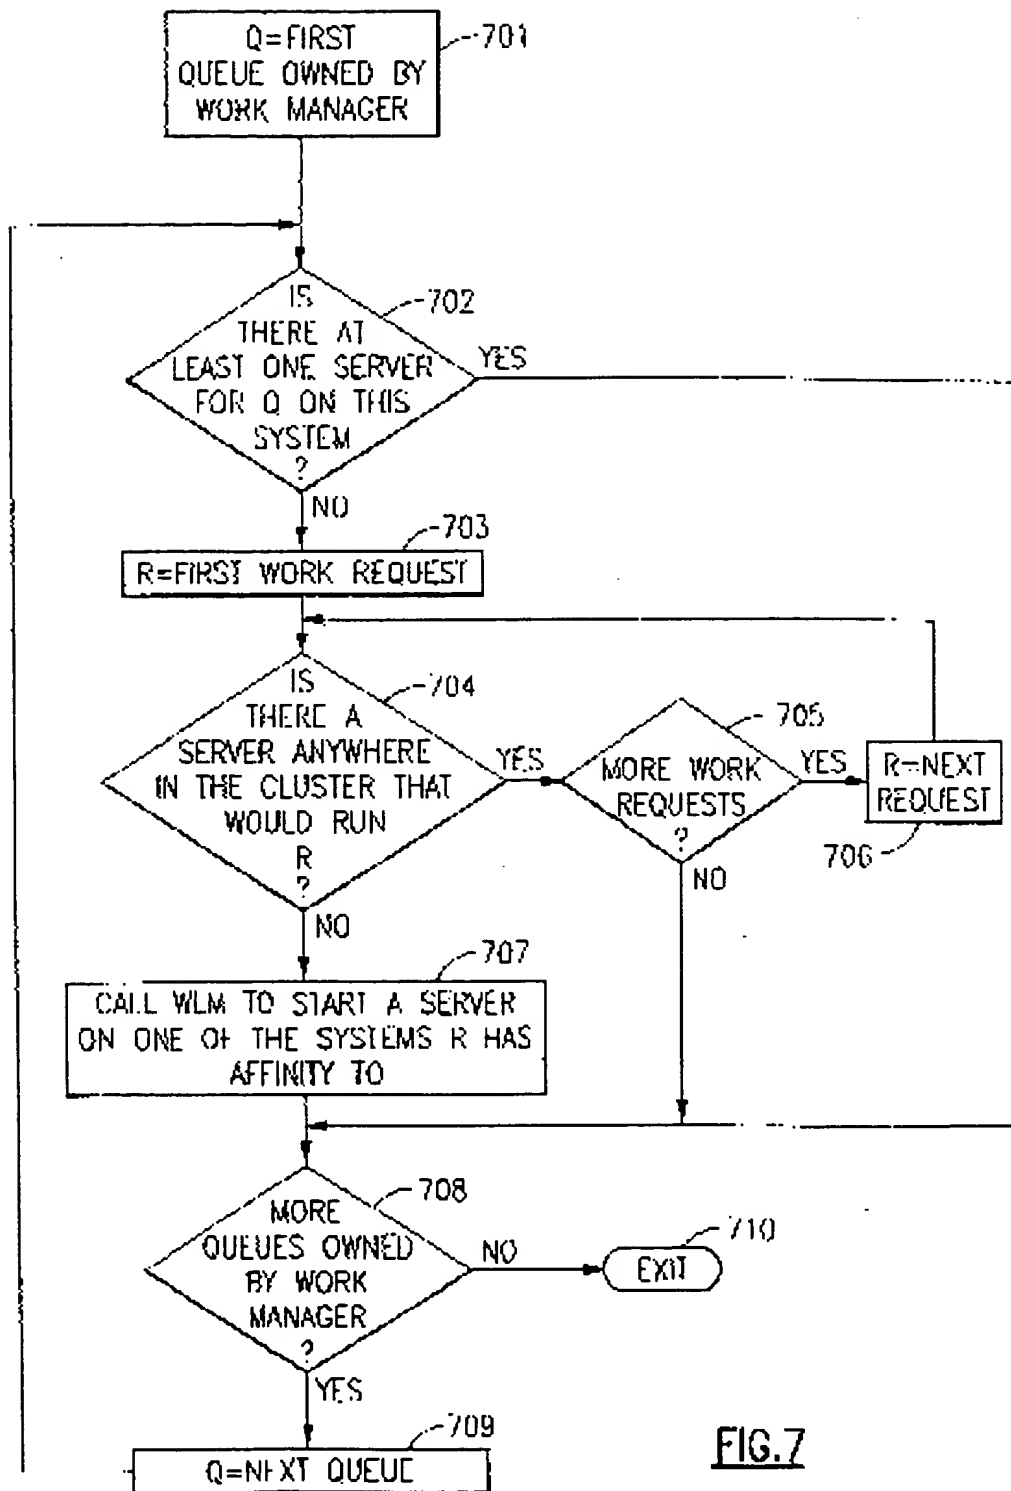 Q=FIRST
QUEUE OWNED BY
WORK MANAGER
701
IS
THERE AT
LEAST ONE SERVER
FOR Q ON THIS
SYSTEM
?
702
YES
NO
703
R=FIRST WORK REQUEST
IS
THERE A
SERVER ANYWHERE
IN THE CLUSTER THAT
WOULD RUN
R
?
704
YES
NO
MORE WORK
REQUESTS
?
705
YES
NO
R=NEXT
REQUEST
706
707
CALL WLM TO START A SERVER
ON ONE OF THE SYSTEMS R HAS
AFFINITY TO
MORE
QUEUES OWNED
BY WORK
MANAGER
?
708
NO
YES
710
EXIT
709
Q=NEXT QUEUE
FIG.7